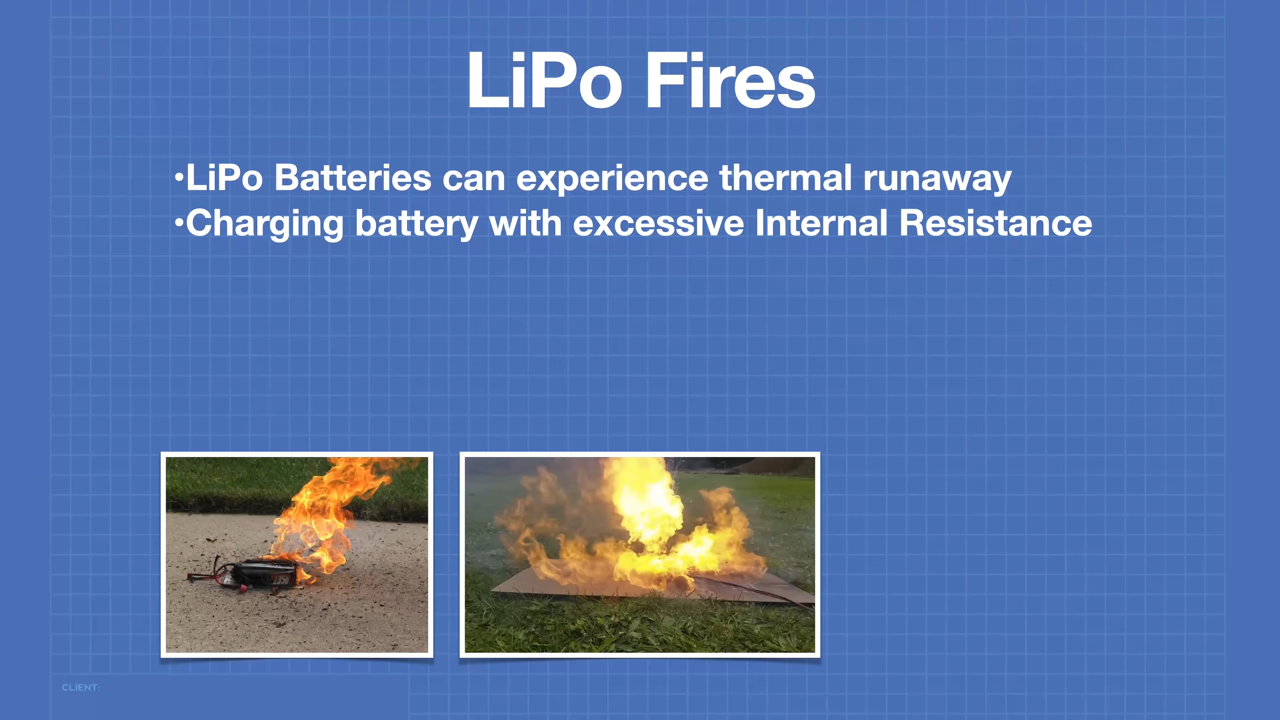 LiPo Fires
•LiPo Batteries can experience thermal runaway
•Charging battery with excessive Internal Resistance
CLIENT: